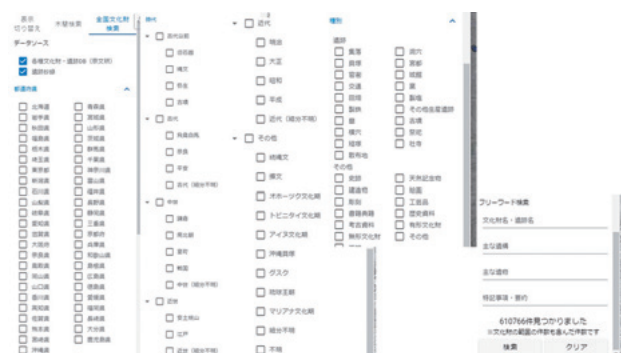 表示
切り替え
木簡検索
全国文化財
検索
データソース
各種文化財・遺跡DB（奈文研）
遺跡抄録
都道府県
北海道 青森県
岩手県 宮城県
秋田県 山形県
福島県 茨城県
栃木県 群馬県
埼玉県 千葉県
東京都 神奈川県
新潟県 富山県
石川県 福井県
山梨県 長野県
岐阜県 静岡県
愛知県 三重県
滋賀県 京都府
大阪府 兵庫県
奈良県 和歌山県
鳥取県 島根県
岡山県 広島県
山口県 徳島県
香川県 愛媛県
高知県 福岡県
佐賀県 長崎県
熊本県 大分県
宮崎県 鹿児島県
沖縄県
時代
古代以前
旧石器
縄文
弥生
古墳
古代
飛鳥白鳳
奈良
平安
古代（細分不明）
中世
鎌倉
南北朝
室町
戦国
中世（細分不明）
近世
安土桃山
江戸
近世（細分不明）
近代
明治
大正
昭和
平成
近代（細分不明）
その他
続縄文
擦文
オホーツク文化期
トビニタイ文化期
アイヌ文化期
沖縄貝塚
グスク
琉球王朝
マリアナ文化期
細分不明
不明
種別
遺跡
集落 洞穴
貝塚 宮都
官衙 城館
交通 窯
田畑 製塩
製鉄 その他生産遺跡
墓 古墳
横穴 祭祀
経塚 社寺
散布地
その他
史跡 天然記念物
建造物 絵画
彫刻 工芸品
書籍典籍 歴史資料
考古資料 有形文化財
無形文化財 その他
フリーワード検索
文化財名・遺跡名
主な遺構
主な遺物
特記事項・要約
610766件見つかりました
※文化財の範囲の件数も含んだ件数です
検索 クリア